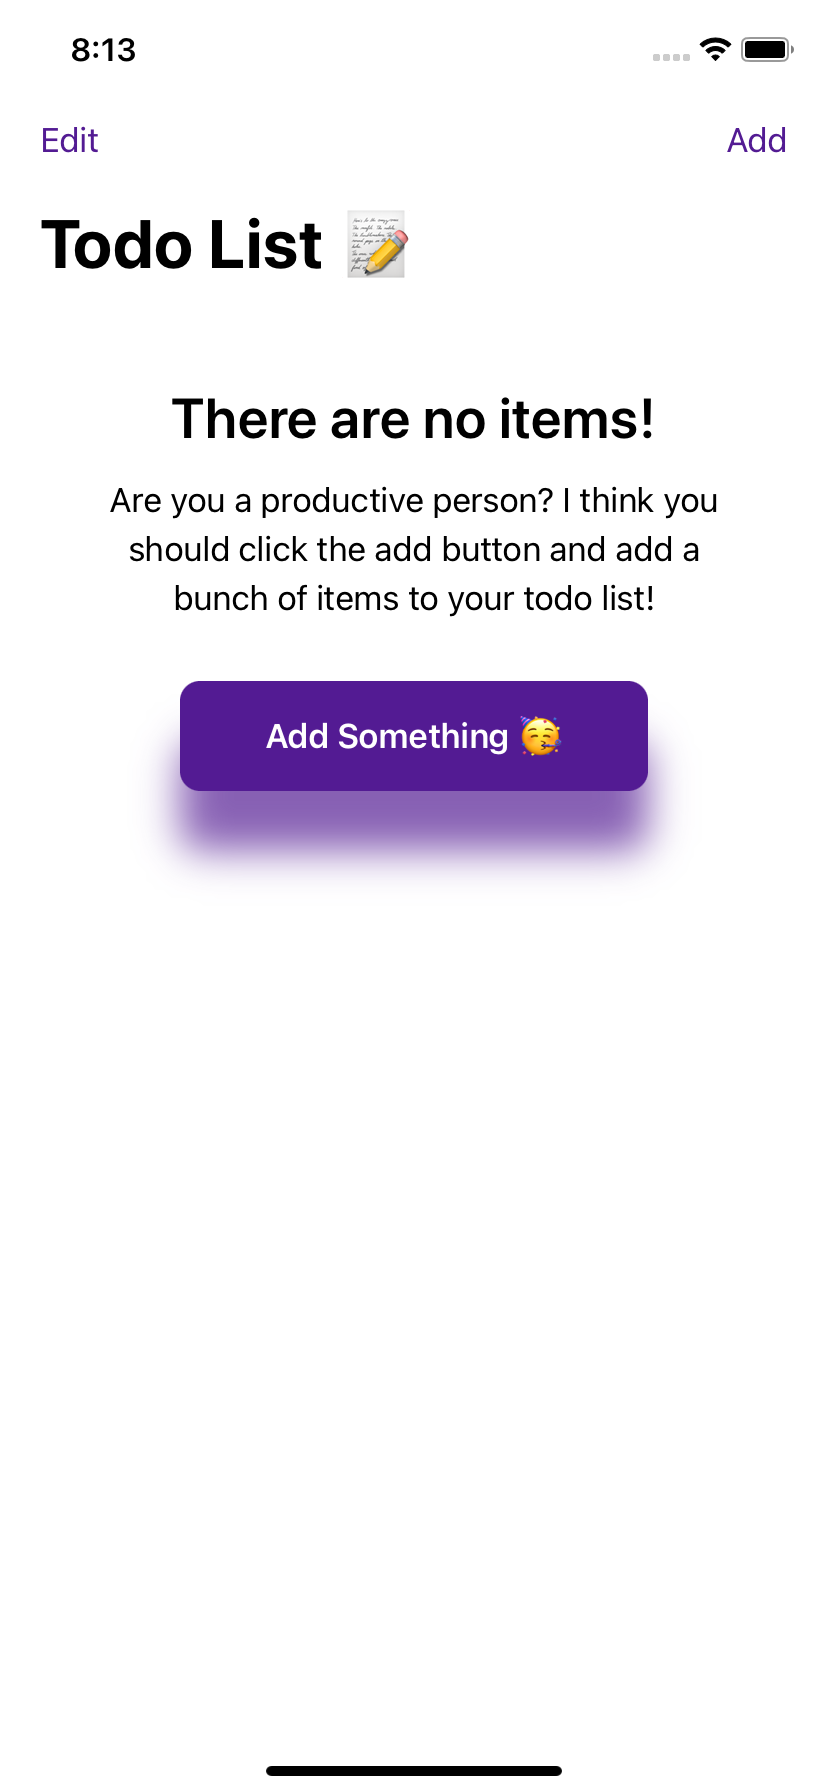 8:13
Edit
Add
Todo List 📝
There are no items!
Are you a productive person? I think you
should click the add button and add a
bunch of items to your todo list!
Add Something 🥳